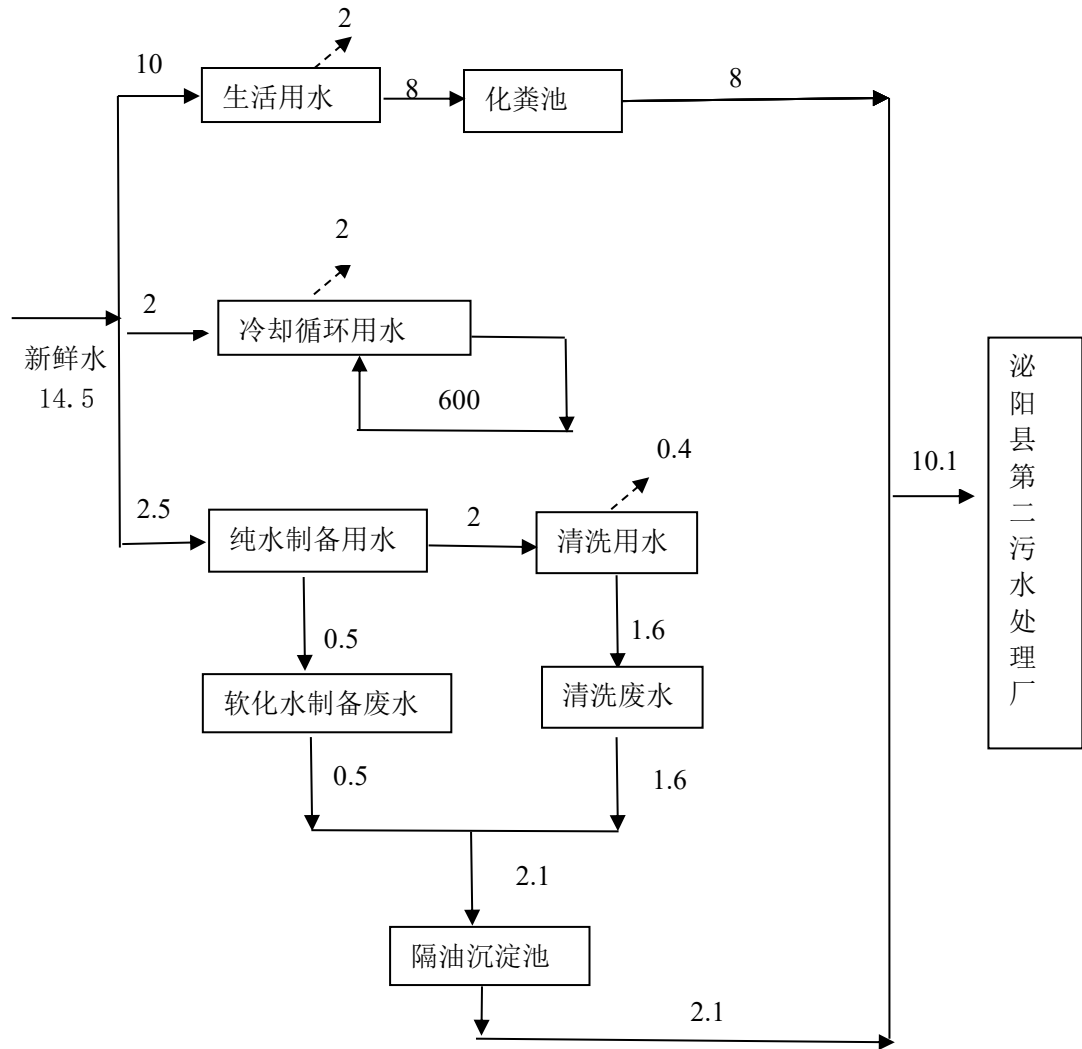 2
10
生活用水
8
化粪池
8
2
2
冷却循环用水
新鲜水
14.5
600
泌阳县第二污水处理厂
0.4
10.1
2.5
纯水制备用水
2
清洗用水
0.5
1.6
软化水制备废水
清洗废水
0.5
1.6
2.1
隔油沉淀池
2.1